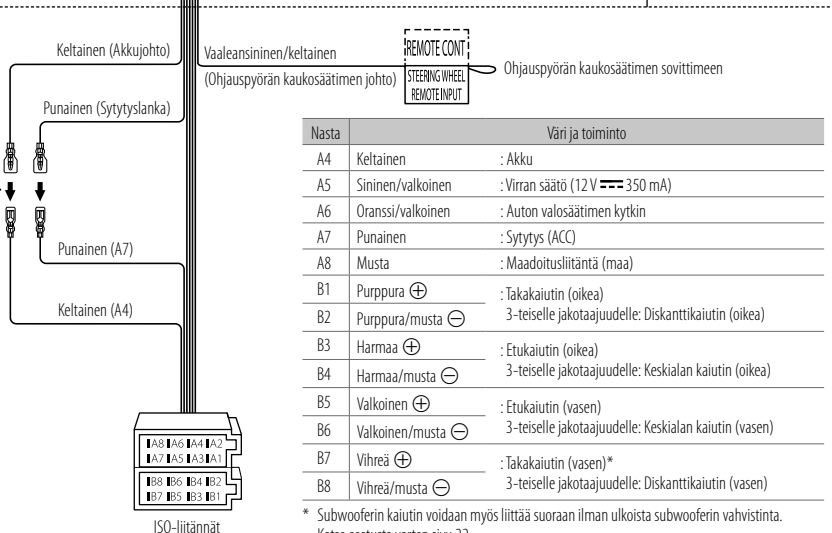 Keltainen (Akkujohto)
Vaaleansininen/keltainen
(Ohjauspyörän kaukosäätimen johto)
REMOTE CONT
STEERING WHEEL
REMOTE INPUT
Ohjauspyörän kaukosäätimen sovittimeen
Punainen (Sytytyslanka)
Punainen (A7)
Keltainen (A4)
A8 A6 A4 A2
A7 A5 A3 A1
B8 B6 B4 B2
B7 B5 B3 B1
ISO-liitännät
Nasta Väri ja toiminto
A4 Keltainen : Akku
A5 Sininen/valkoinen : Virran säätö (12 V ⎓ 350 mA)
A6 Oranssi/valkoinen : Auton valosäätimen kytkin
A7 Punainen : Sytytys (ACC)
A8 Musta : Maadoitusliitäntä (maa)
B1 Purppura ⊕ : Takakaiutin (oikea)
B2 Purppura/musta ⊖ 3-teiselle jakotaajuudelle: Diskanttikaiutin (oikea)
B3 Harmaa ⊕ : Etukaiutin (oikea)
B4 Harmaa/musta ⊖ 3-teiselle jakotaajuudelle: Keskialan kaiutin (oikea)
B5 Valkoinen ⊕ : Etukaiutin (vasen)
B6 Valkoinen/musta ⊖ 3-teiselle jakotaajuudelle: Keskialan kaiutin (vasen)
B7 Vihreä ⊕ : Takakaiutin (vasen)*
B8 Vihreä/musta ⊖ 3-teiselle jakotaajuudelle: Diskanttikaiutin (vasen)
* Subwooferin kaiutin voidaan myös liittää suoraan ilman ulkoista subwooferin vahvistinta.